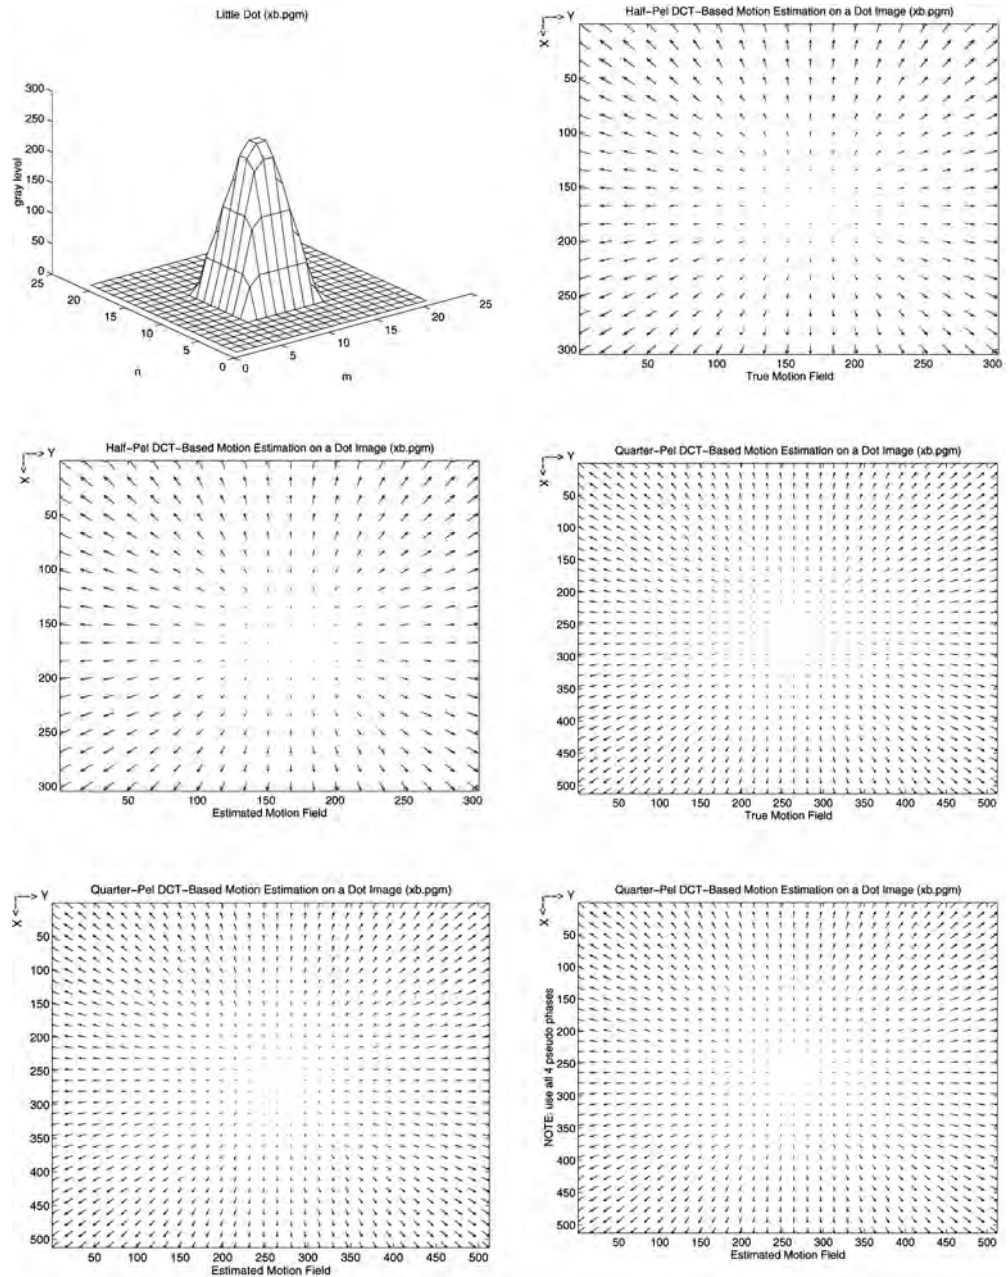 Little Dot (xb.pgm)
300
250
200
150
100
50
0
gray level
25
20
15
10
5
0
n
0
5
10
15
20
25
m
Half-Pel DCT-Based Motion Estimation on a Dot Image (xb.pgm)
X <--
--> Y
50
100
150
200
250
300
50 100 150 200 250 300
True Motion Field
Half-Pel DCT-Based Motion Estimation on a Dot Image (xb.pgm)
X <--
--> Y
50
100
150
200
250
300
50 100 150 200 250 300
Estimated Motion Field
Quarter-Pel DCT-Based Motion Estimation on a Dot Image (xb.pgm)
X <--
--> Y
50
100
150
200
250
300
350
400
450
500
50 100 150 200 250 300 350 400 450 500
True Motion Field
Quarter-Pel DCT-Based Motion Estimation on a Dot Image (xb.pgm)
X <--
--> Y
50
100
150
200
250
300
350
400
450
500
50 100 150 200 250 300 350 400 450 500
Estimated Motion Field
Quarter-Pel DCT-Based Motion Estimation on a Dot Image (xb.pgm)
X <--
--> Y
50
100
150
200
250
300
350
400
450
500
NOTE: use all 4 pseudo phases
50 100 150 200 250 300 350 400 450 500
Estimated Motion Field